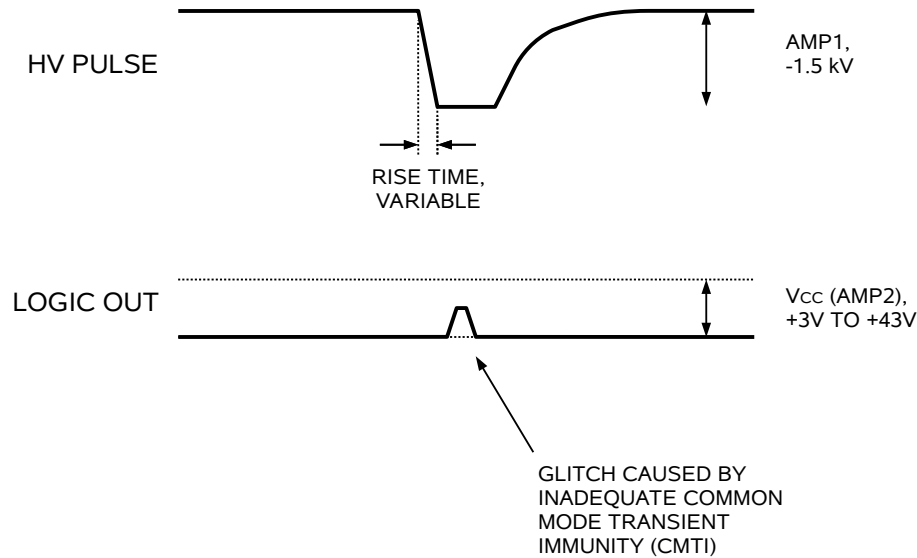 HV PULSE
AMP1,
-1.5 kV
RISE TIME,
VARIABLE
LOGIC OUT
VCC (AMP2),
+3V TO +43V
GLITCH CAUSED BY
INADEQUATE COMMON
MODE TRANSIENT
IMMUNITY (CMTI)